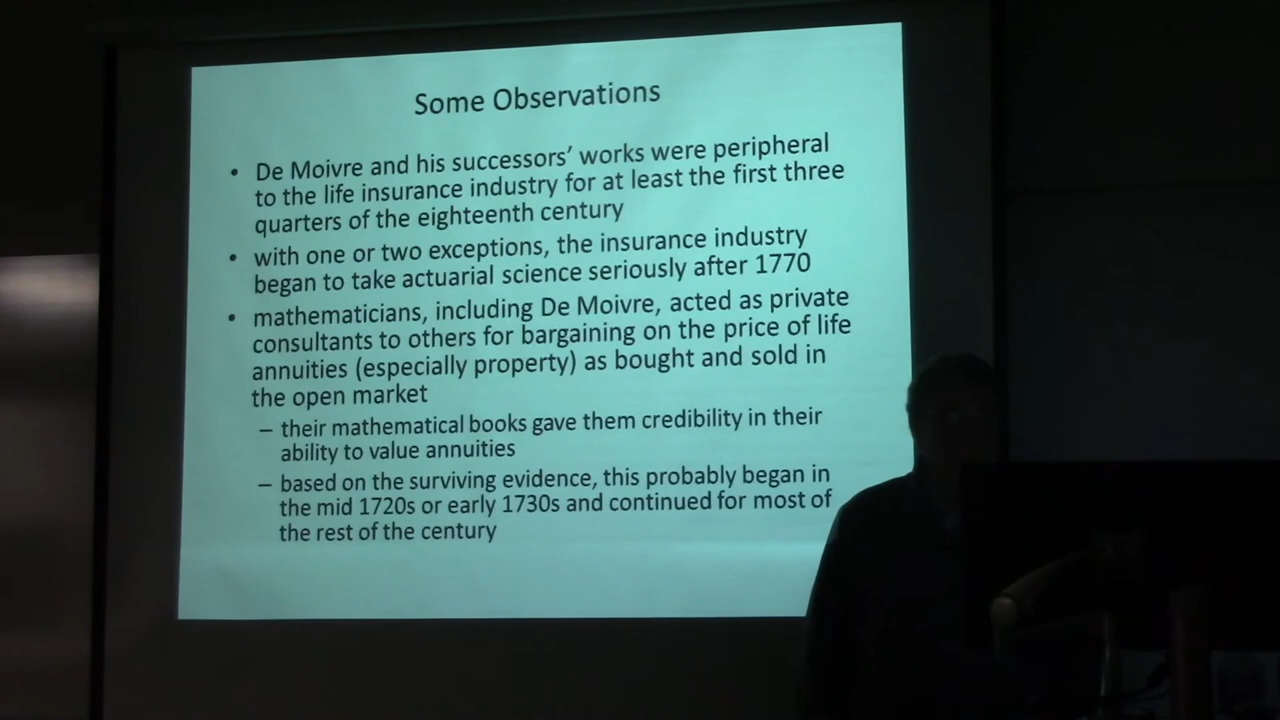 Some Observations
• De Moivre and his successors’ works were peripheral
to the life insurance industry for at least the first three
quarters of the eighteenth century
• with one or two exceptions, the insurance industry
began to take actuarial science seriously after 1770
• mathematicians, including De Moivre, acted as private
consultants to others for bargaining on the price of life
annuities (especially property) as bought and sold in
the open market
– their mathematical books gave them credibility in their
ability to value annuities
– based on the surviving evidence, this probably began in
the mid 1720s or early 1730s and continued for most of
the rest of the century